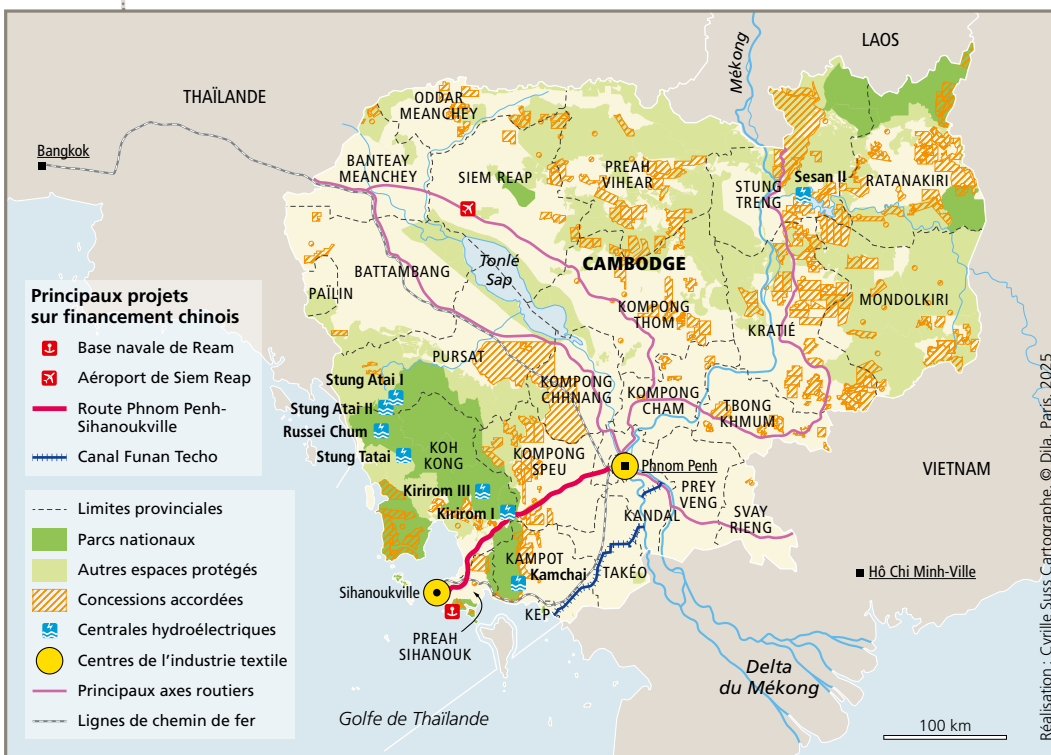 LAOS
Mékong
THAÏLANDE
ODDAR
MEANCHEY
Bangkok
BANTEAY
MEANCHEY
SIEM REAP
PREAH
VIHEAR
STUNG
TRENG
Sesan II
RATANAKIRI
Tonlé
Sap
CAMBODGE
BATTAMBANG
PAÏLIN
KOMPONG
THOM
MONDOLKIRI
KRATIÉ
PURSAT
KOMPONG
CHHNANG
KOMPONG
CHAM
TBONG
KHMUM
Stung Atai I
Stung Atai II
Russei Chum
Stung Tatai
KOH
KONG
KOMPONG
SPEU
Phnom Penh
VIETNAM
Kirirom III
Kirirom I
PREY
VENG
KANDAL
SVAY
RIENG
KAMPOT
Kamchai
TAKÉO
Hô Chi Minh-Ville
Sihanoukville
KEP
PREAH
SIHANOUK
Delta
du Mékong
Golfe de Thaïlande
100 km
Principaux projets
sur financement chinois
Base navale de Ream
Aéroport de Siem Reap
Route Phnom Penh-
Sihanoukville
Canal Funan Techo
Limites provinciales
Parcs nationaux
Autres espaces protégés
Concessions accordées
Centrales hydroélectriques
Centres de l'industrie textile
Principaux axes routiers
Lignes de chemin de fer
Réalisation : Cyrille Suss Cartographe. © Dila, Paris, 2025